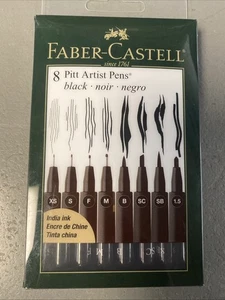 FABER-CASTELL
since 1761
8 Pitt Artist Pens®
black · noir · negro
XS S F M B SC SB 1.5
India ink
Encre de Chine
Tinta china